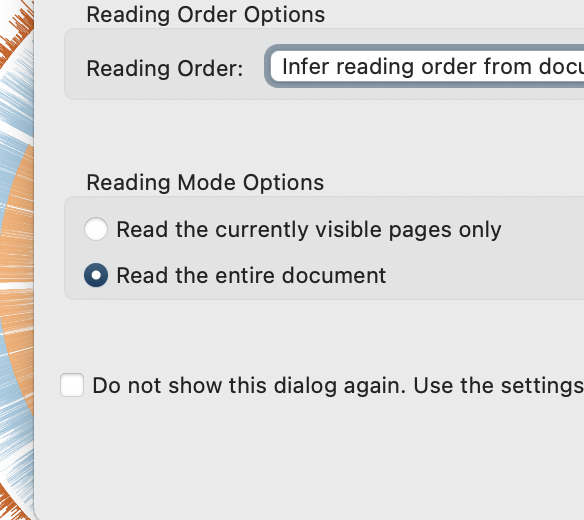 Reading Order Options
Reading Order: Infer reading order from docu
Reading Mode Options
Read the currently visible pages only
Read the entire document
Do not show this dialog again. Use the settings